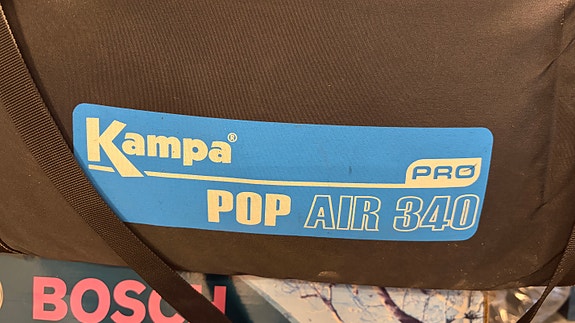 Kampa®
PRO
POP AIR 340
BOSCH